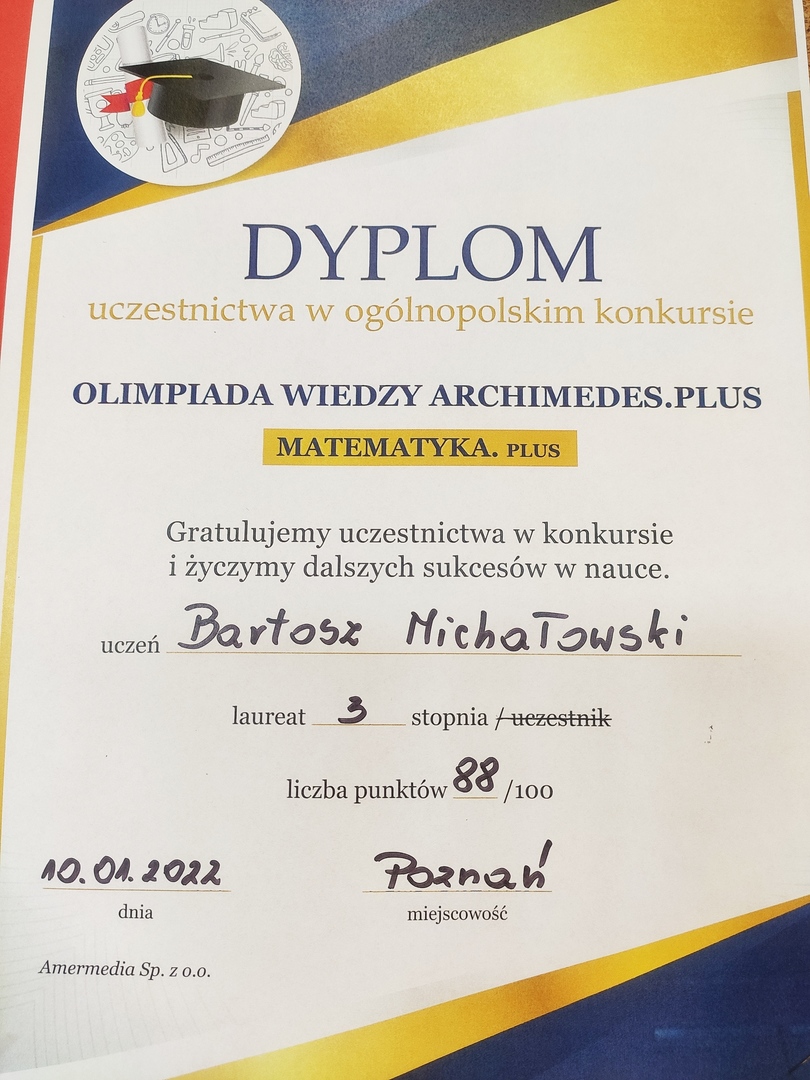 DYPLOM
uczestnictwa w ogólnopolskim konkursie
OLIMPIADA WIEDZY ARCHIMEDES.PLUS
MATEMATYKA. PLUS
Gratulujemy uczestnictwa w konkursie
i życzymy dalszych sukcesów w nauce.
uczeń Bartosz Michałowski
laureat 3 stopnia / uczestnik
liczba punktów 88 /100
10.01.2022 Poznań
dnia miejscowość
Amermedia Sp. z o.o.